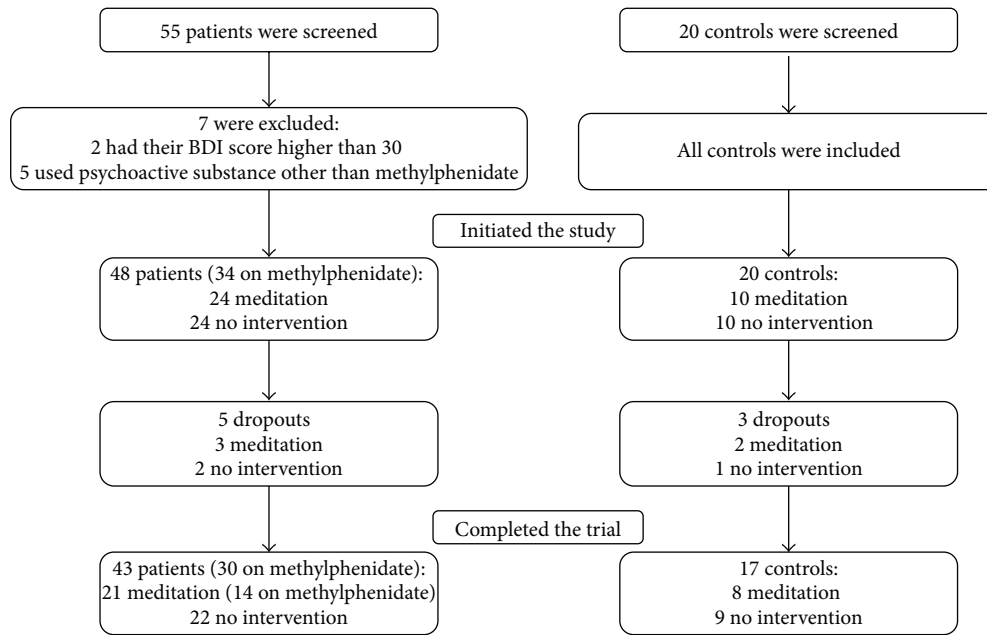 55 patients were screened
20 controls were screened
7 were excluded:
2 had their BDI score higher than 30
5 used psychoactive substance other than methylphenidate
All controls were included
Initiated the study
48 patients (34 on methylphenidate):
24 meditation
24 no intervention
20 controls:
10 meditation
10 no intervention
5 dropouts
3 meditation
2 no intervention
3 dropouts
2 meditation
1 no intervention
Completed the trial
43 patients (30 on methylphenidate):
21 meditation (14 on methylphenidate)
22 no intervention
17 controls:
8 meditation
9 no intervention